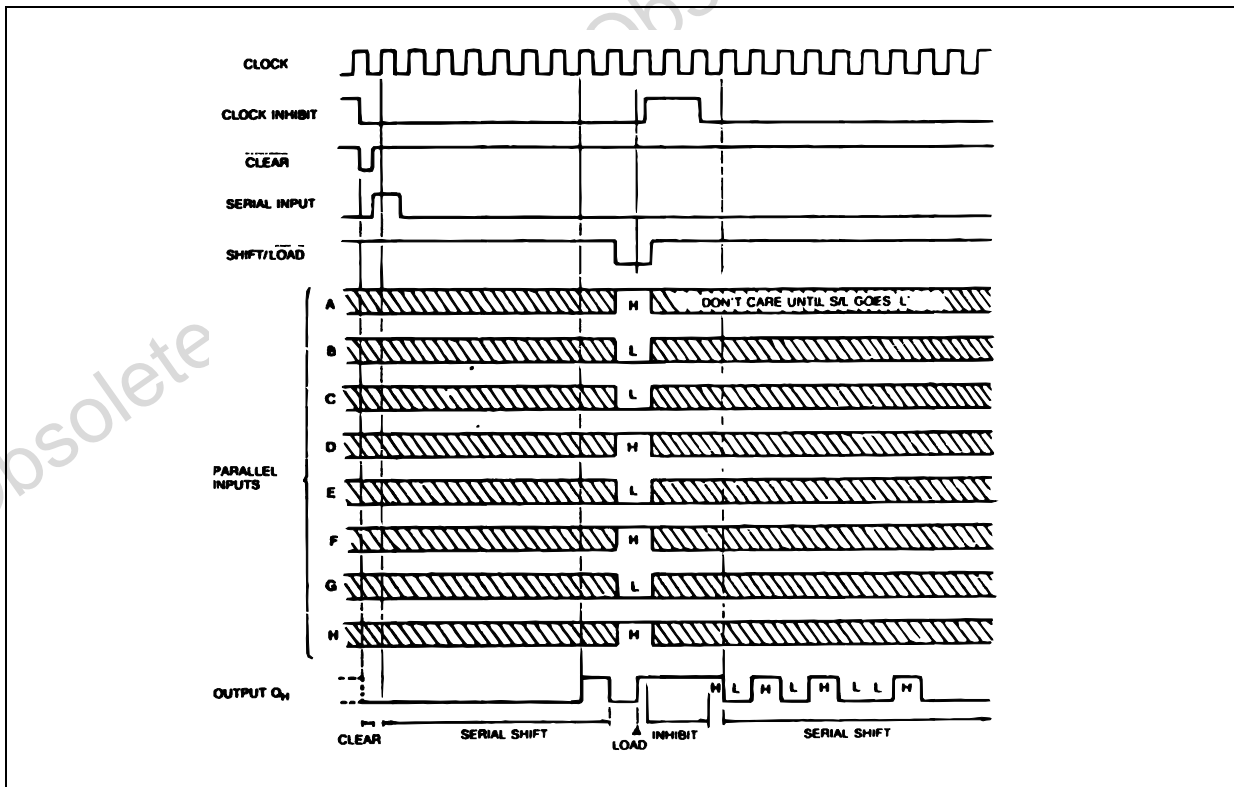 Obsolete
CLOCK
CLOCK INHIBIT
CLEAR
SERIAL INPUT
SHIFT/LOAD
A H DON'T CARE UNTIL S/L GOES L
B L
C L
D H
PARALLEL
INPUTS
E L
F H
G L
H H
OUTPUT QH H L H L H L L H
CLEAR SERIAL SHIFT LOAD INHIBIT SERIAL SHIFT